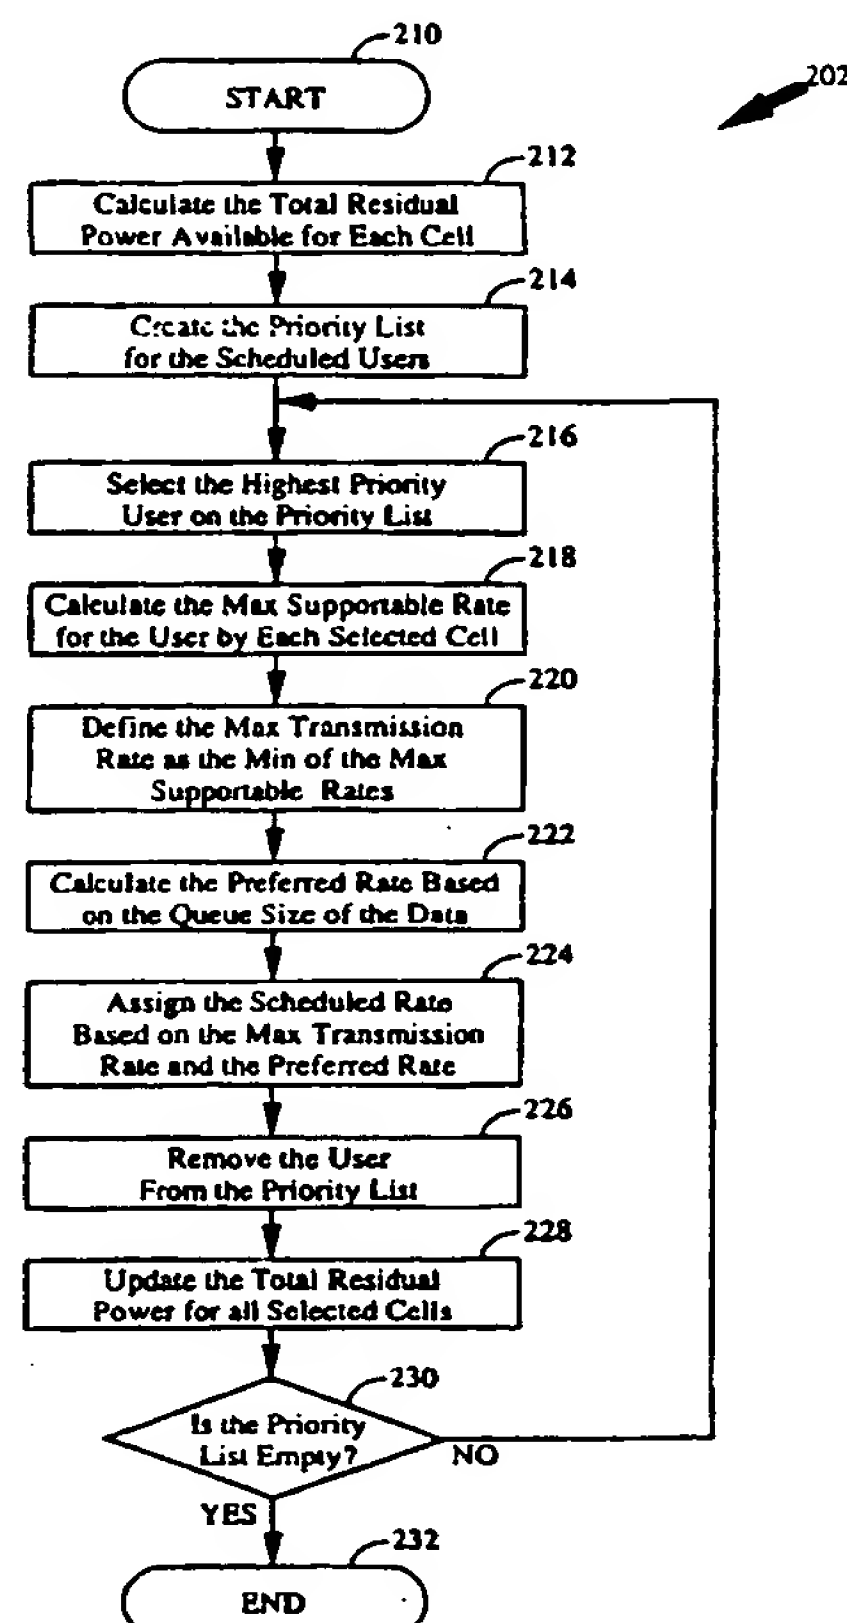 210
START
202
212
Calculate the Total Residual
Power Available for Each Cell
214
Create the Priority List
for the Scheduled Users
216
Select the Highest Priority
User on the Priority List
218
Calculate the Max Supportable Rate
for the User by Each Selected Cell
220
Define the Max Transmission
Rate as the Min of the Max
Supportable Rates
222
Calculate the Preferred Rate Based
on the Queue Size of the Data
224
Assign the Scheduled Rate
Based on the Max Transmission
Rate and the Preferred Rate
226
Remove the User
From the Priority List
228
Update the Total Residual
Power for all Selected Cells
230
Is the Priority
List Empty?
NO
YES
232
END